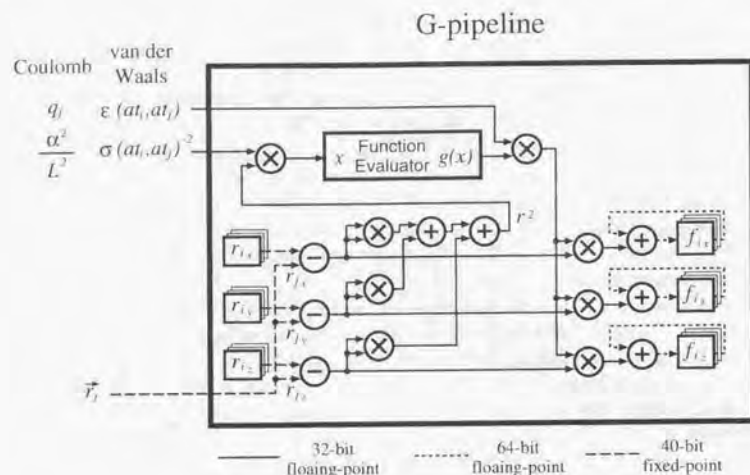 G-pipeline
Coulomb
van der
Waals
q_j
ε (at_i, at_j)
α²
L²
σ (at_i, at_j)⁻²
x
Function
Evaluator
g(x)
r²
r_ix
r_jx
f_ix
r_iy
r_jy
f_iy
r_iz
r_jz
f_iz
r⃗_j
32-bit
floaing-point
64-bit
floaing-point
40-bit
fixed-point